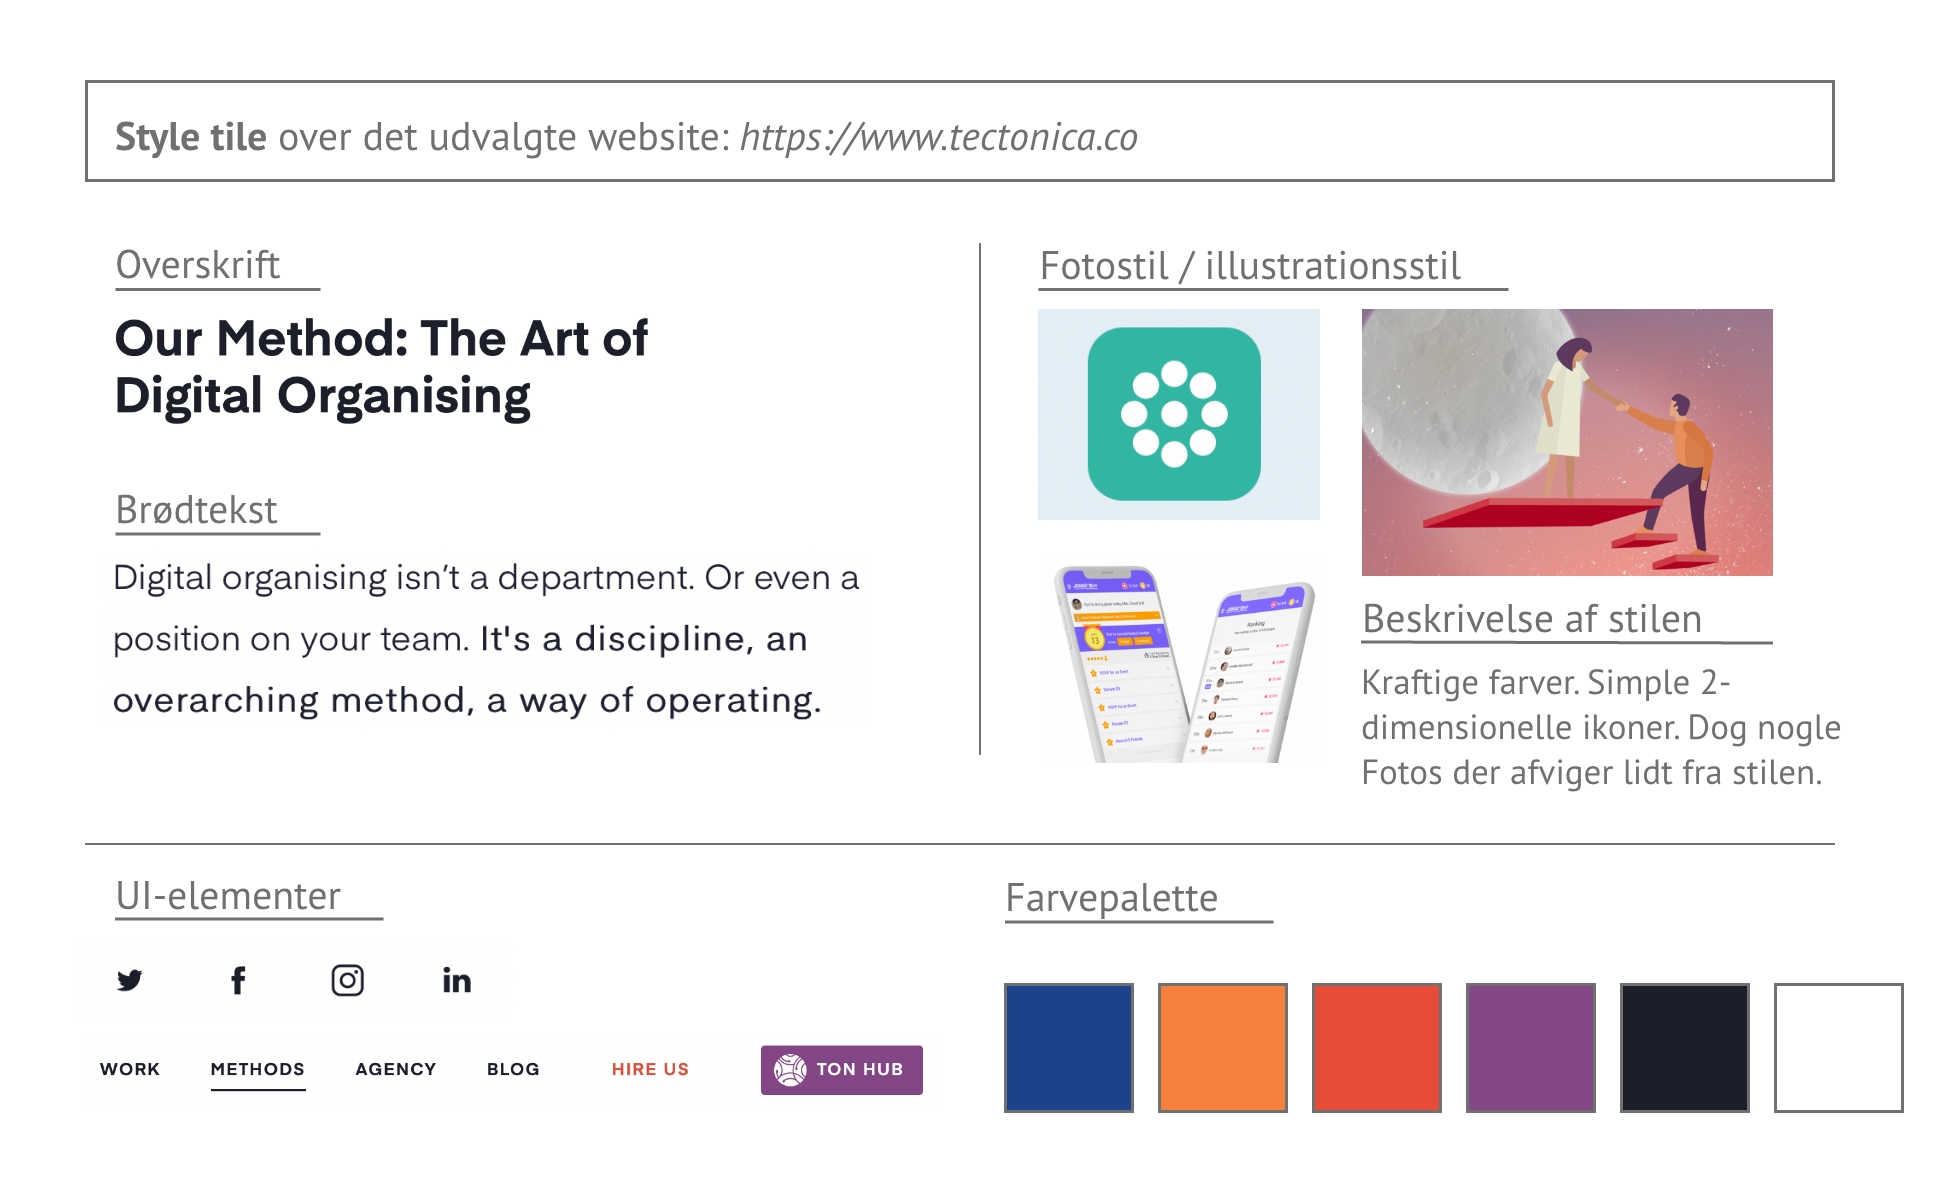 Style tile over det udvalgte website: https://www.tectonica.co
Overskrift
Our Method: The Art of
Digital Organising
Brødtekst
Digital organising isn’t a department. Or even a
position on your team. It's a discipline, an
overarching method, a way of operating.
Fotostil / illustrationsstil
Ranking
Beskrivelse af stilen
Kraftige farver. Simple 2-
dimensionelle ikoner. Dog nogle
Fotos der afviger lidt fra stilen.
UI-elementer
WORK METHODS AGENCY BLOG HIRE US TON HUB
Farvepalette